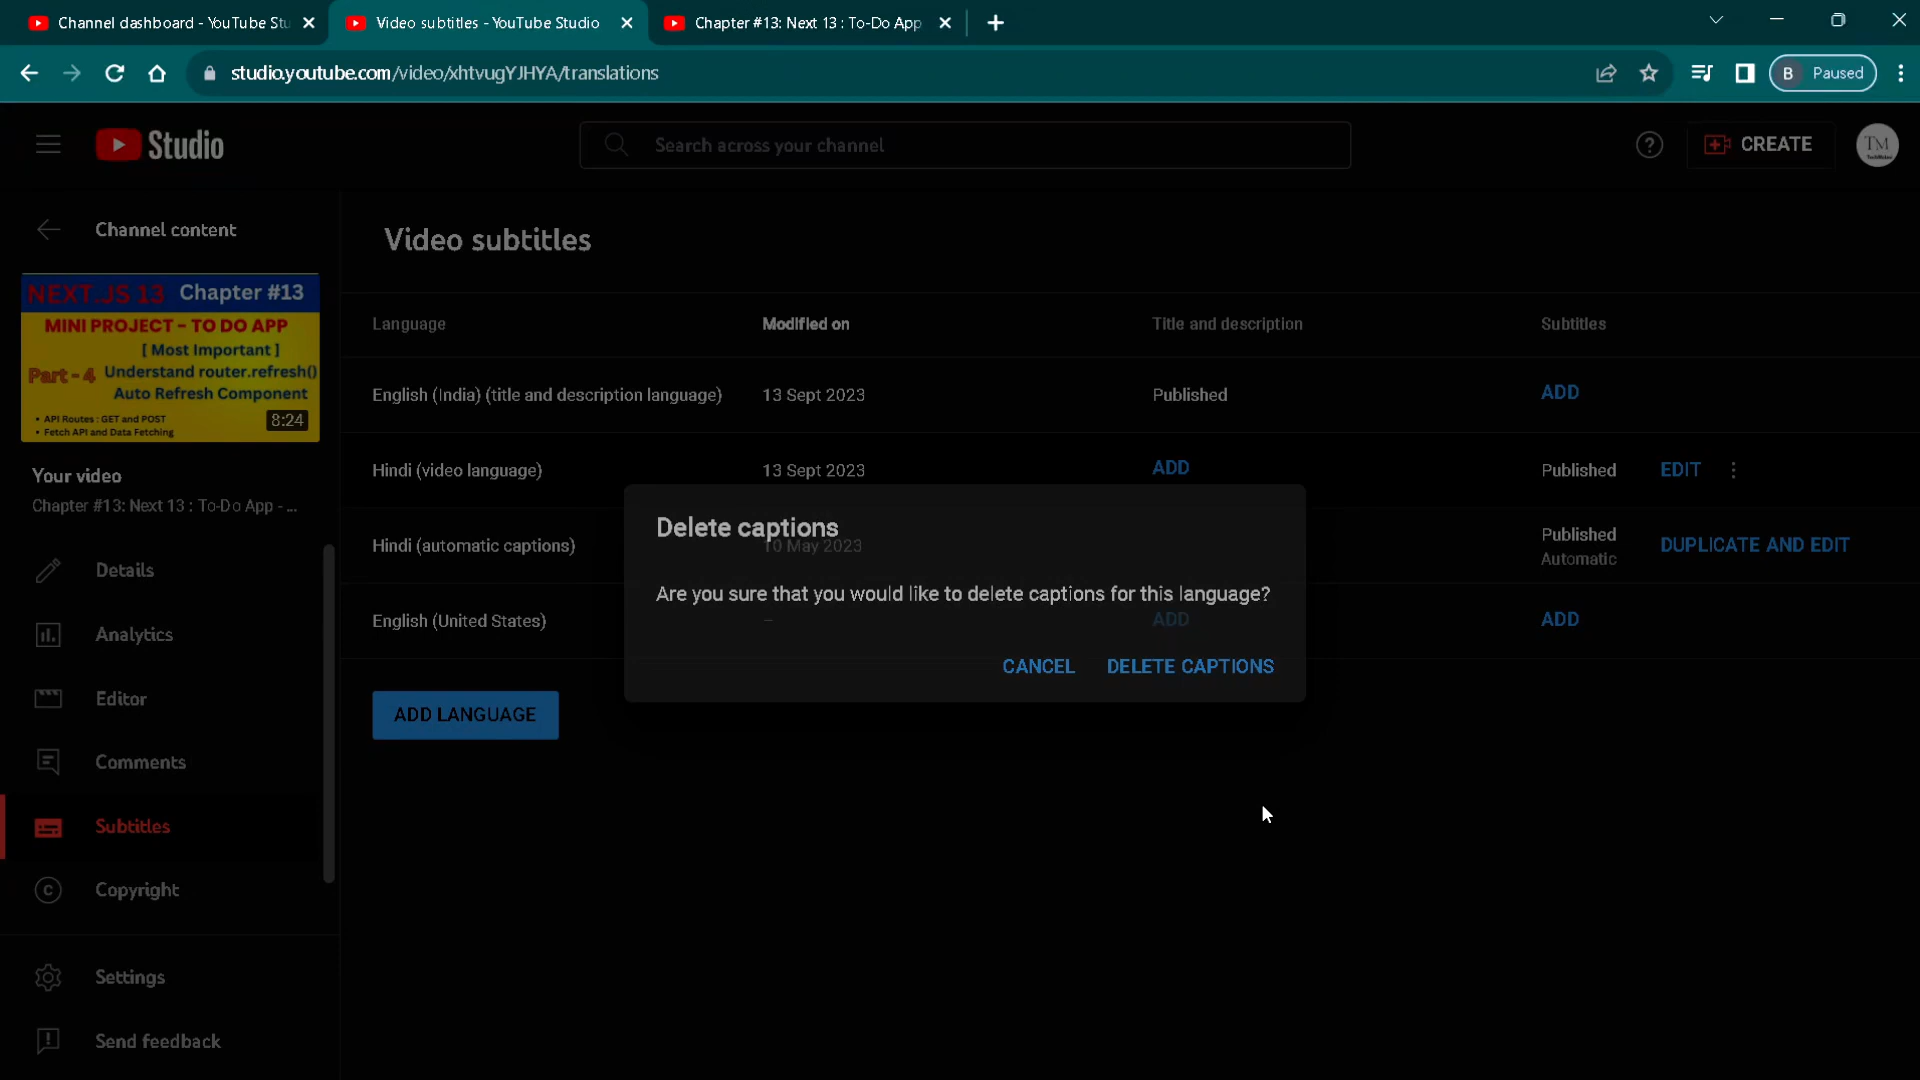 Channel dashboard - YouTube Stu
Video subtitles - YouTube Studio
Chapter #13: Next 13 : To-Do App
studio.youtube.com/video/xhtvugYJHYA/translations
B Paused
Studio
Search across your channel
CREATE
TM
Channel content
Video subtitles
NEXT.JS 13 Chapter #13
MINI PROJECT - TO DO APP
[ Most Important ]
Part - 4 Understand router.refresh()
Auto Refresh Component
• API Routes : GET and POST
• Fetch API and Data Fetching
8:24
Your video
Chapter #13: Next 13 : To-Do App - ...
Details
Analytics
Editor
Comments
Subtitles
Copyright
Settings
Send feedback
Language Modified on Title and description Subtitles
English (India) (title and description language) 13 Sept 2023 Published ADD
Hindi (video language) 13 Sept 2023 ADD Published EDIT
Hindi (automatic captions) 10 May 2023 Published DUPLICATE AND EDIT
Automatic
English (United States) – ADD ADD
ADD LANGUAGE
Delete captions
Are you sure that you would like to delete captions for this language?
CANCEL DELETE CAPTIONS